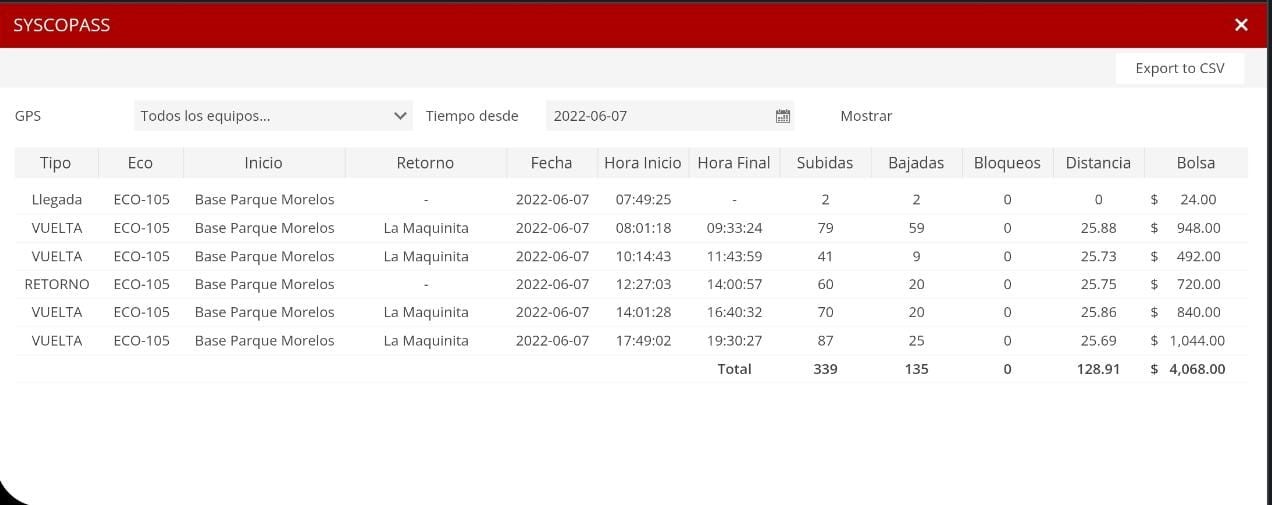 SYSCOPASS ×
Export to CSV
GPS Todos los equipos... Tiempo desde 2022-06-07 Mostrar
Tipo Eco Inicio Retorno Fecha Hora Inicio Hora Final Subidas Bajadas Bloqueos Distancia Bolsa
Llegada ECO-105 Base Parque Morelos - 2022-06-07 07:49:25 - 2 2 0 0 $ 24.00
VUELTA ECO-105 Base Parque Morelos La Maquinita 2022-06-07 08:01:18 09:33:24 79 59 0 25.88 $ 948.00
VUELTA ECO-105 Base Parque Morelos La Maquinita 2022-06-07 10:14:43 11:43:59 41 9 0 25.73 $ 492.00
RETORNO ECO-105 Base Parque Morelos - 2022-06-07 12:27:03 14:00:57 60 20 0 25.75 $ 720.00
VUELTA ECO-105 Base Parque Morelos La Maquinita 2022-06-07 14:01:28 16:40:32 70 20 0 25.86 $ 840.00
VUELTA ECO-105 Base Parque Morelos La Maquinita 2022-06-07 17:49:02 19:30:27 87 25 0 25.69 $ 1,044.00
Total 339 135 0 128.91 $ 4,068.00